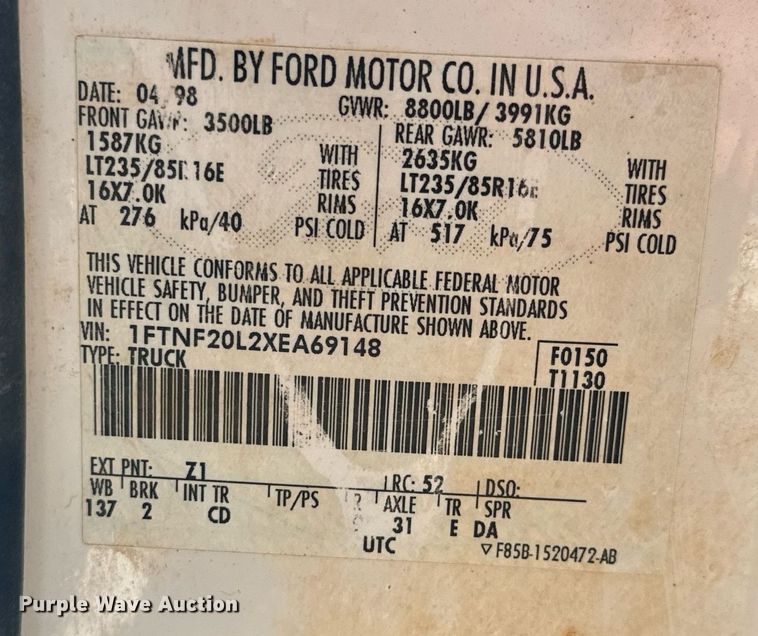 MFD. BY FORD MOTOR CO. IN U.S.A.
DATE: 04 98 GVWR: 8800LB/ 3991KG
FRONT GAWR: 3500LB REAR GAWR: 5810LB
1587KG WITH 2635KG WITH
LT235/85R16E TIRES LT235/85R16E TIRES
16X7.0K RIMS 16X7.0K RIMS
AT 276 kPa/40 PSI COLD AT 517 kPa/75 PSI COLD
THIS VEHICLE CONFORMS TO ALL APPLICABLE FEDERAL MOTOR
VEHICLE SAFETY, BUMPER, AND THEFT PREVENTION STANDARDS
IN EFFECT ON THE DATE OF MANUFACTURE SHOWN ABOVE.
VIN: 1FTNF20L2XEA69148 F0150
TYPE: TRUCK T1130
EXT PNT: Z1 RC: 52 DSO:
WB BRK INT TR TP/PS R AXLE TR SPR
137 2 CD 31 E DA
UTC ▽F85B-1520472-AB
Purple Wave Auction